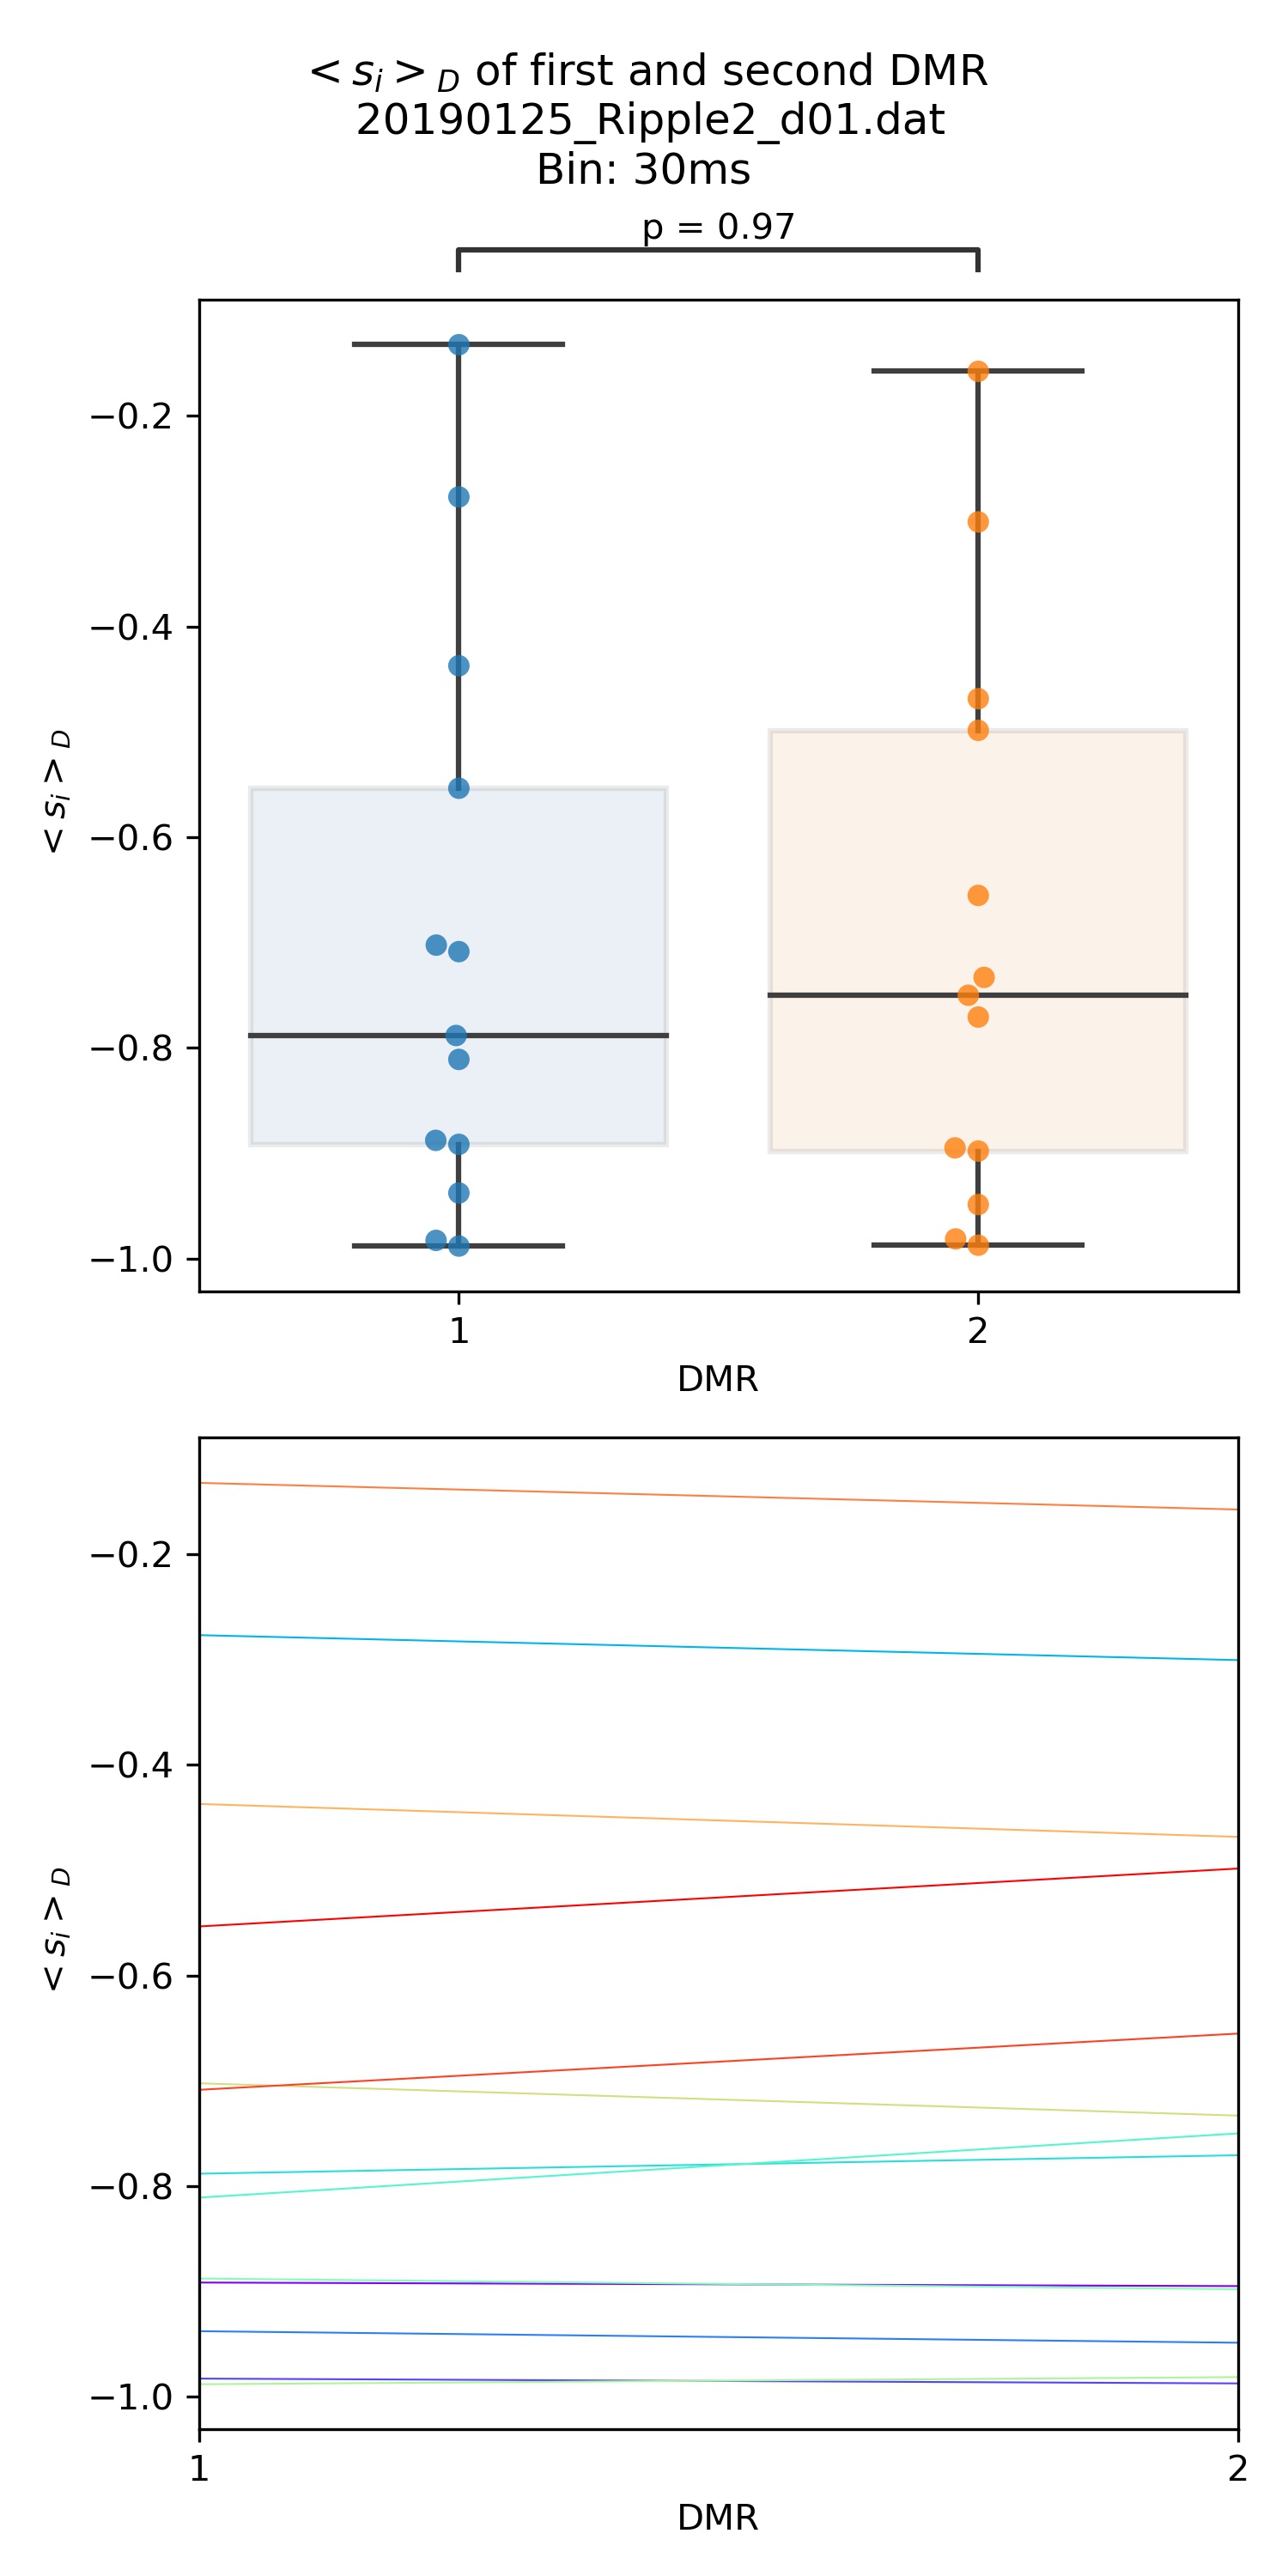 < s_i >_D of first and second DMR
20190125_Ripple2_d01.dat
Bin: 30ms
p = 0.97
−0.2
−0.4
−0.6
−0.8
−1.0
< s_i >_D
1 2
DMR
−0.2
−0.4
−0.6
−0.8
−1.0
< s_i >_D
1 2
DMR